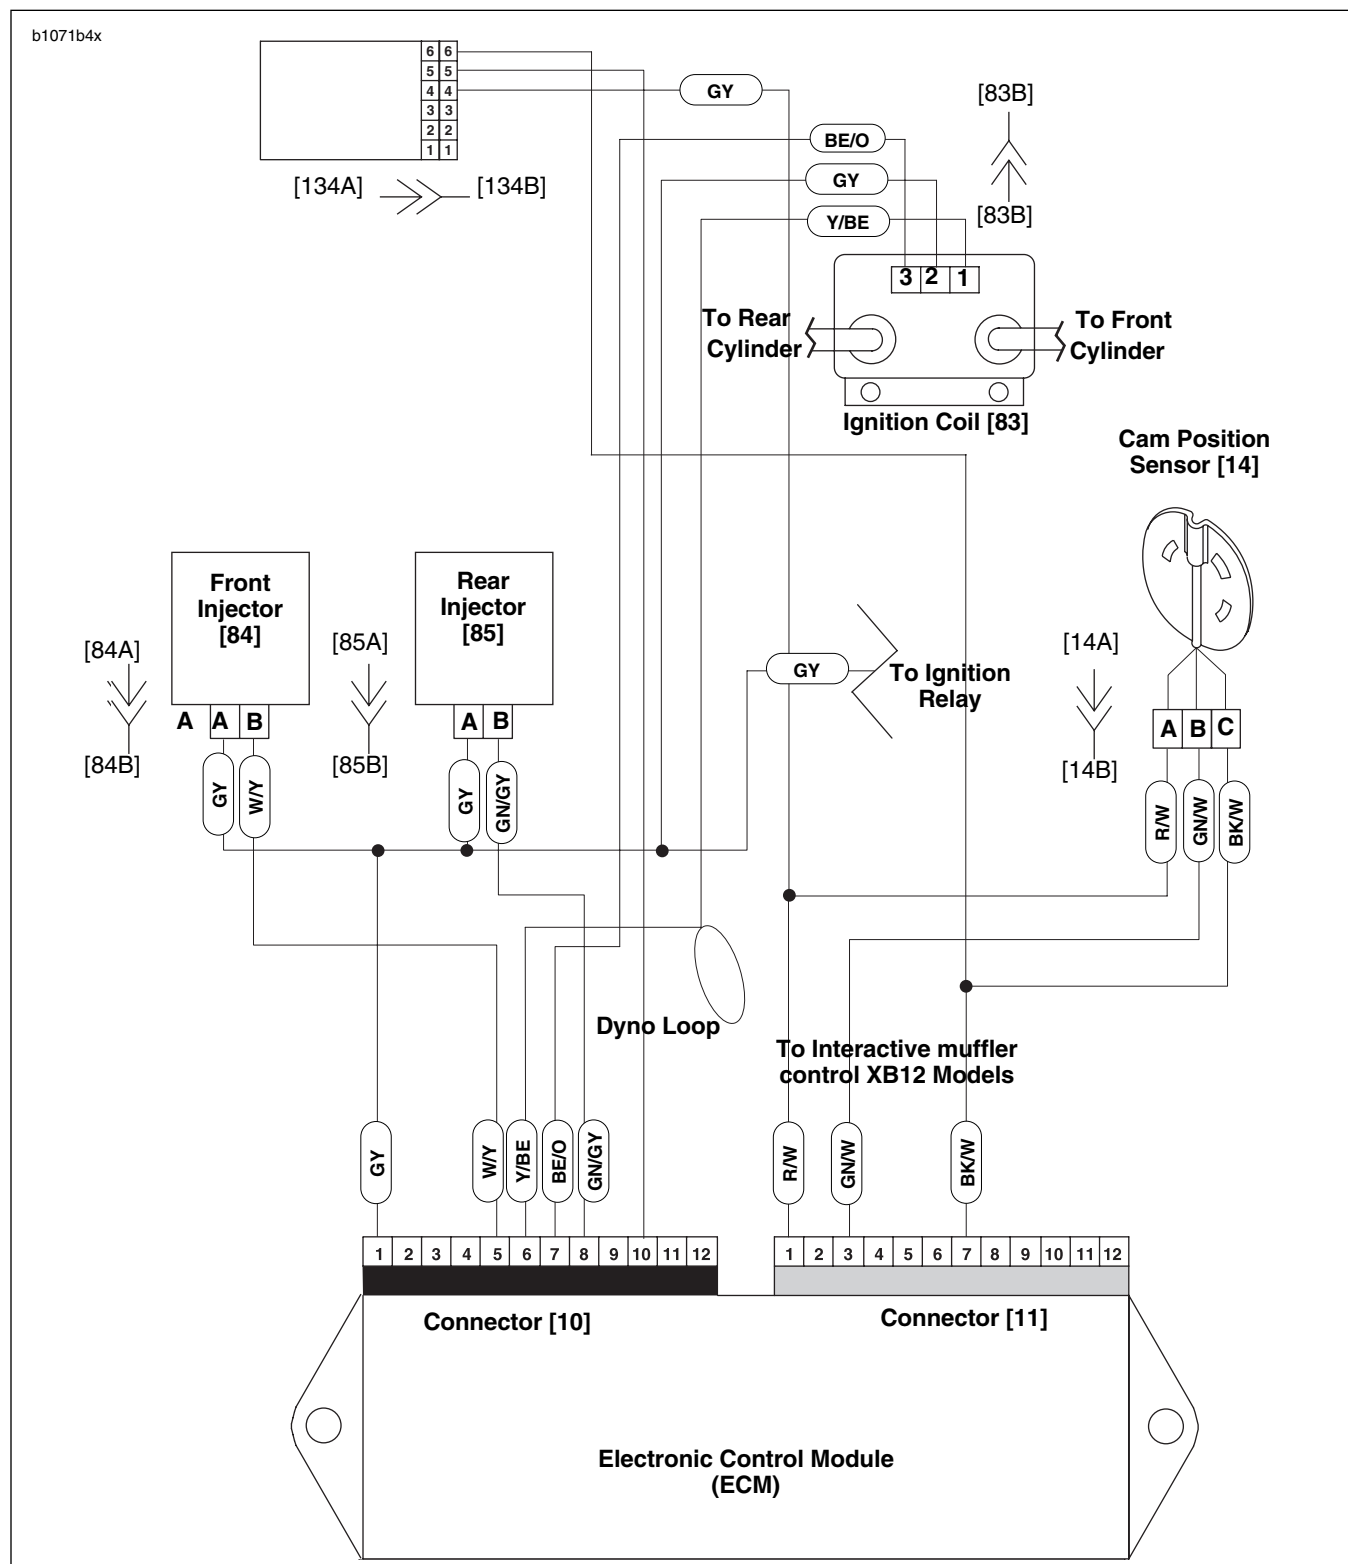 b1071b4x
6 6
5 5
4 4
3 3
2 2
1 1
[134A]
[134B]
GY
BE/O
GY
Y/BE
[83B]
[83B]
3 2 1
To Rear
Cylinder
To Front
Cylinder
Ignition Coil [83]
Cam Position
Sensor [14]
Front
Injector
[84]
Rear
Injector
[85]
[84A]
[84B]
[85A]
[85B]
A A B
A B
GY
W/Y
GY
GN/GY
GY
To Ignition
Relay
[14A]
[14B]
A B C
R/W
GN/W
BK/W
Dyno Loop
To Interactive muffler
control XB12 Models
GY
W/Y
Y/BE
BE/O
GN/GY
R/W
GN/W
BK/W
1 2 3 4 5 6 7 8 9 10 11 12
1 2 3 4 5 6 7 8 9 10 11 12
Connector [10]
Connector [11]
Electronic Control Module
(ECM)